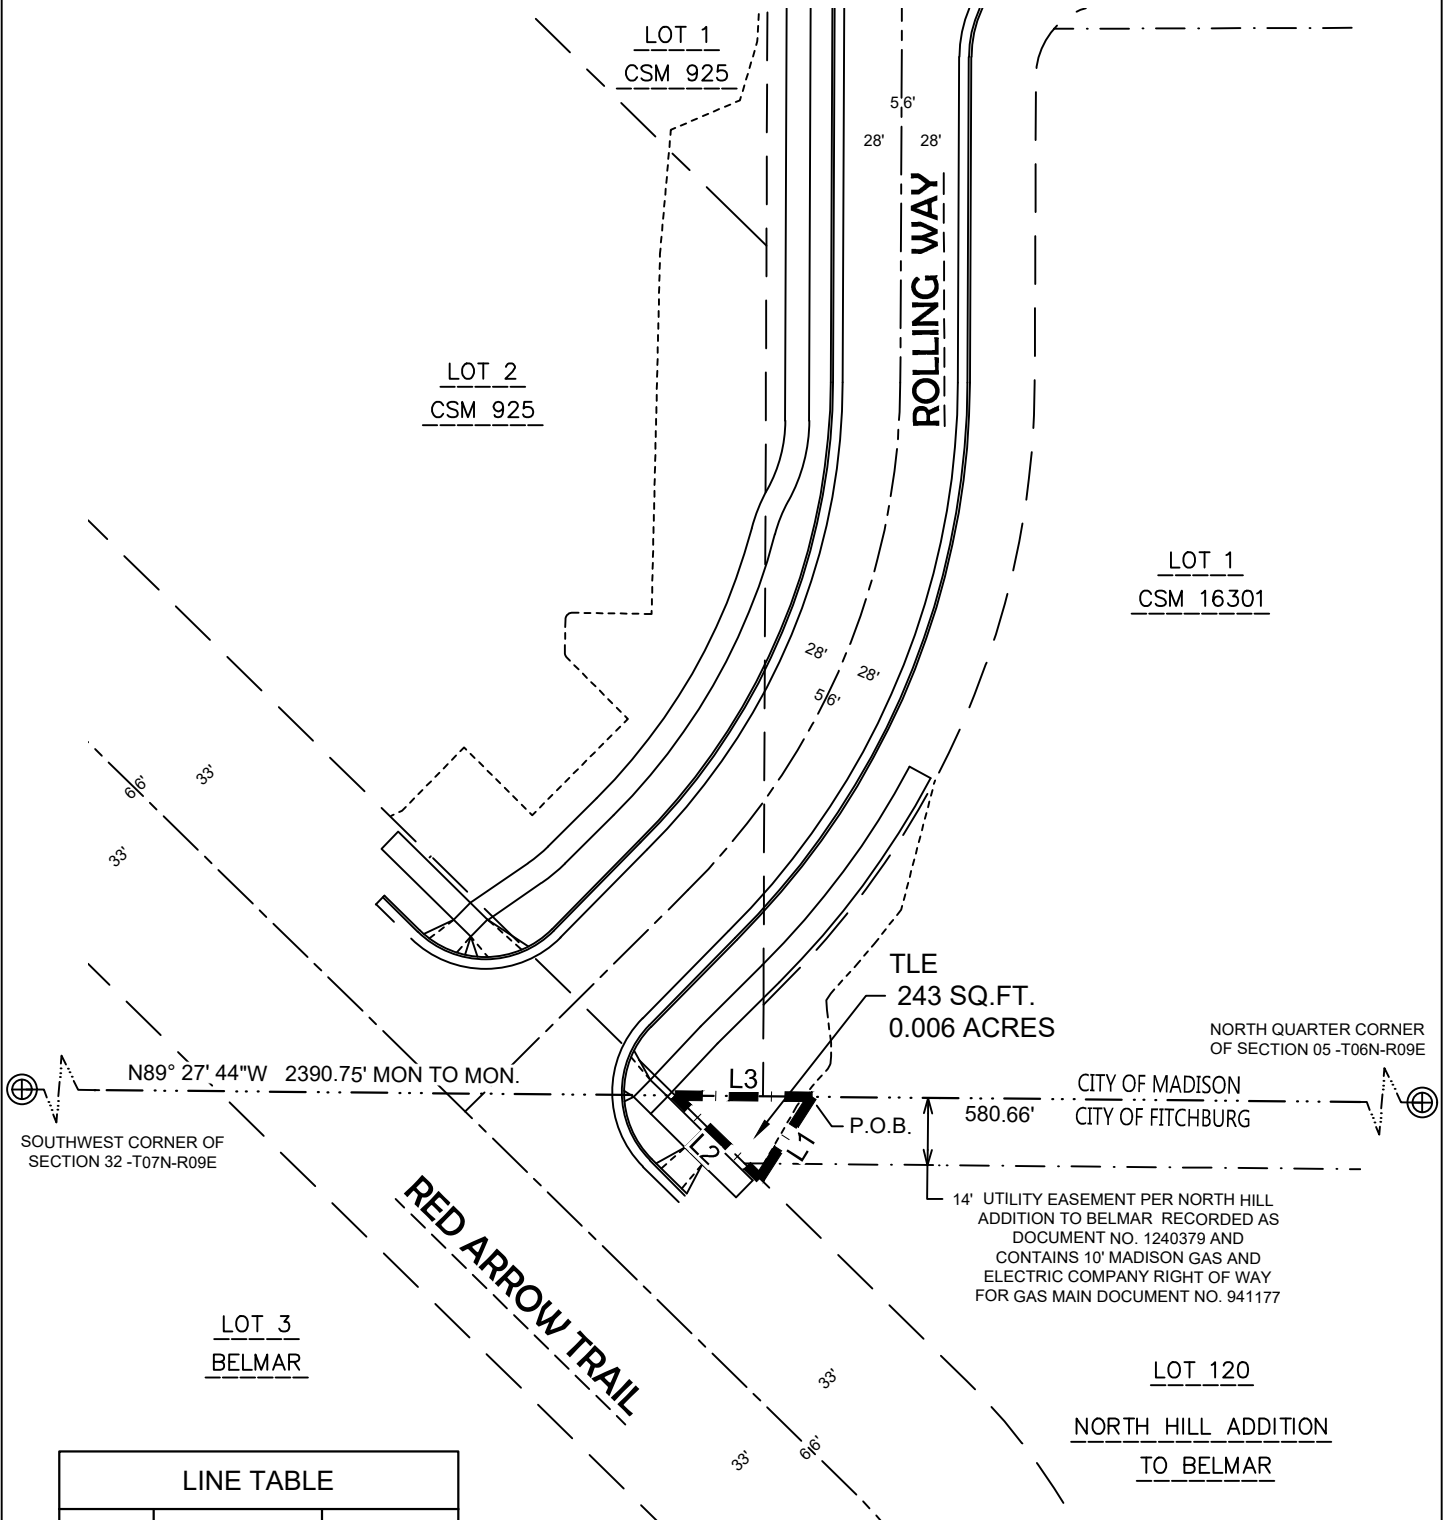 LOT 1
CSM 925
56'
28' 28'
ROLLING WAY
LOT 2
CSM 925
LOT 1
CSM 16301
28'
28'
56'
66'
33'
33'
TLE
243 SQ.FT.
0.006 ACRES
NORTH QUARTER CORNER
OF SECTION 05 -T06N-R09E
N89° 27' 44"W 2390.75' MON TO MON.
L3
CITY OF MADISON
580.66'
CITY OF FITCHBURG
P.O.B.
L1
L2
SOUTHWEST CORNER OF
SECTION 32 -T07N-R09E
14' UTILITY EASEMENT PER NORTH HILL
ADDITION TO BELMAR RECORDED AS
DOCUMENT NO. 1240379 AND
CONTAINS 10' MADISON GAS AND
ELECTRIC COMPANY RIGHT OF WAY
FOR GAS MAIN DOCUMENT NO. 941177
RED ARROW TRAIL
LOT 3
BELMAR
33'
66'
33'
LOT 120
NORTH HILL ADDITION
TO BELMAR
LINE TABLE